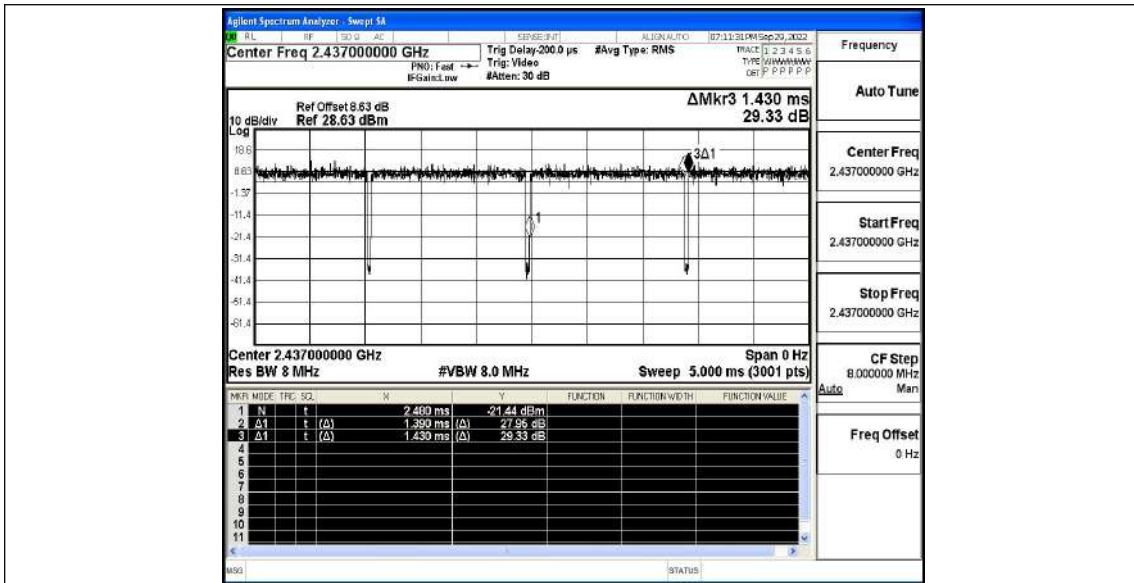 Agilent Spectrum Analyzer - Swept SA
RL RF 50 Ω AC SENSE:INT ALIGN AUTO 07:11:31 PM Sep 29, 2022
Center Freq 2.437000000 GHz
PNO: Fast
IFGain:Low
Trig Delay-200.0 µs
Trig: Video
#Atten: 30 dB
#Avg Type: RMS
TRACE 1 2 3 4 5 6
TYPE
DET P P P P P P
Ref Offset 8.63 dB
10 dB/div Ref 28.63 dBm
Log
ΔMkr3 1.430 ms
29.33 dB
18.6
8.63
-1.37
-11.4
-21.4
-31.4
-41.4
-51.4
-61.4
3Δ1
1
Center 2.437000000 GHz Span 0 Hz
Res BW 8 MHz #VBW 8.0 MHz Sweep 5.000 ms (3001 pts)
MKR MODE TRC SCL X Y FUNCTION FUNCTION WIDTH FUNCTION VALUE
1 N t 2.480 ms -21.44 dBm
2 Δ1 t (Δ) 1.390 ms (Δ) 27.95 dB
3 Δ1 t (Δ) 1.430 ms (Δ) 29.33 dB
4
5
6
7
8
9
10
11
MSG STATUS
Frequency
Auto Tune
Center Freq
2.437000000 GHz
Start Freq
2.437000000 GHz
Stop Freq
2.437000000 GHz
CF Step
8.000000 MHz
Auto Man
Freq Offset
0 Hz